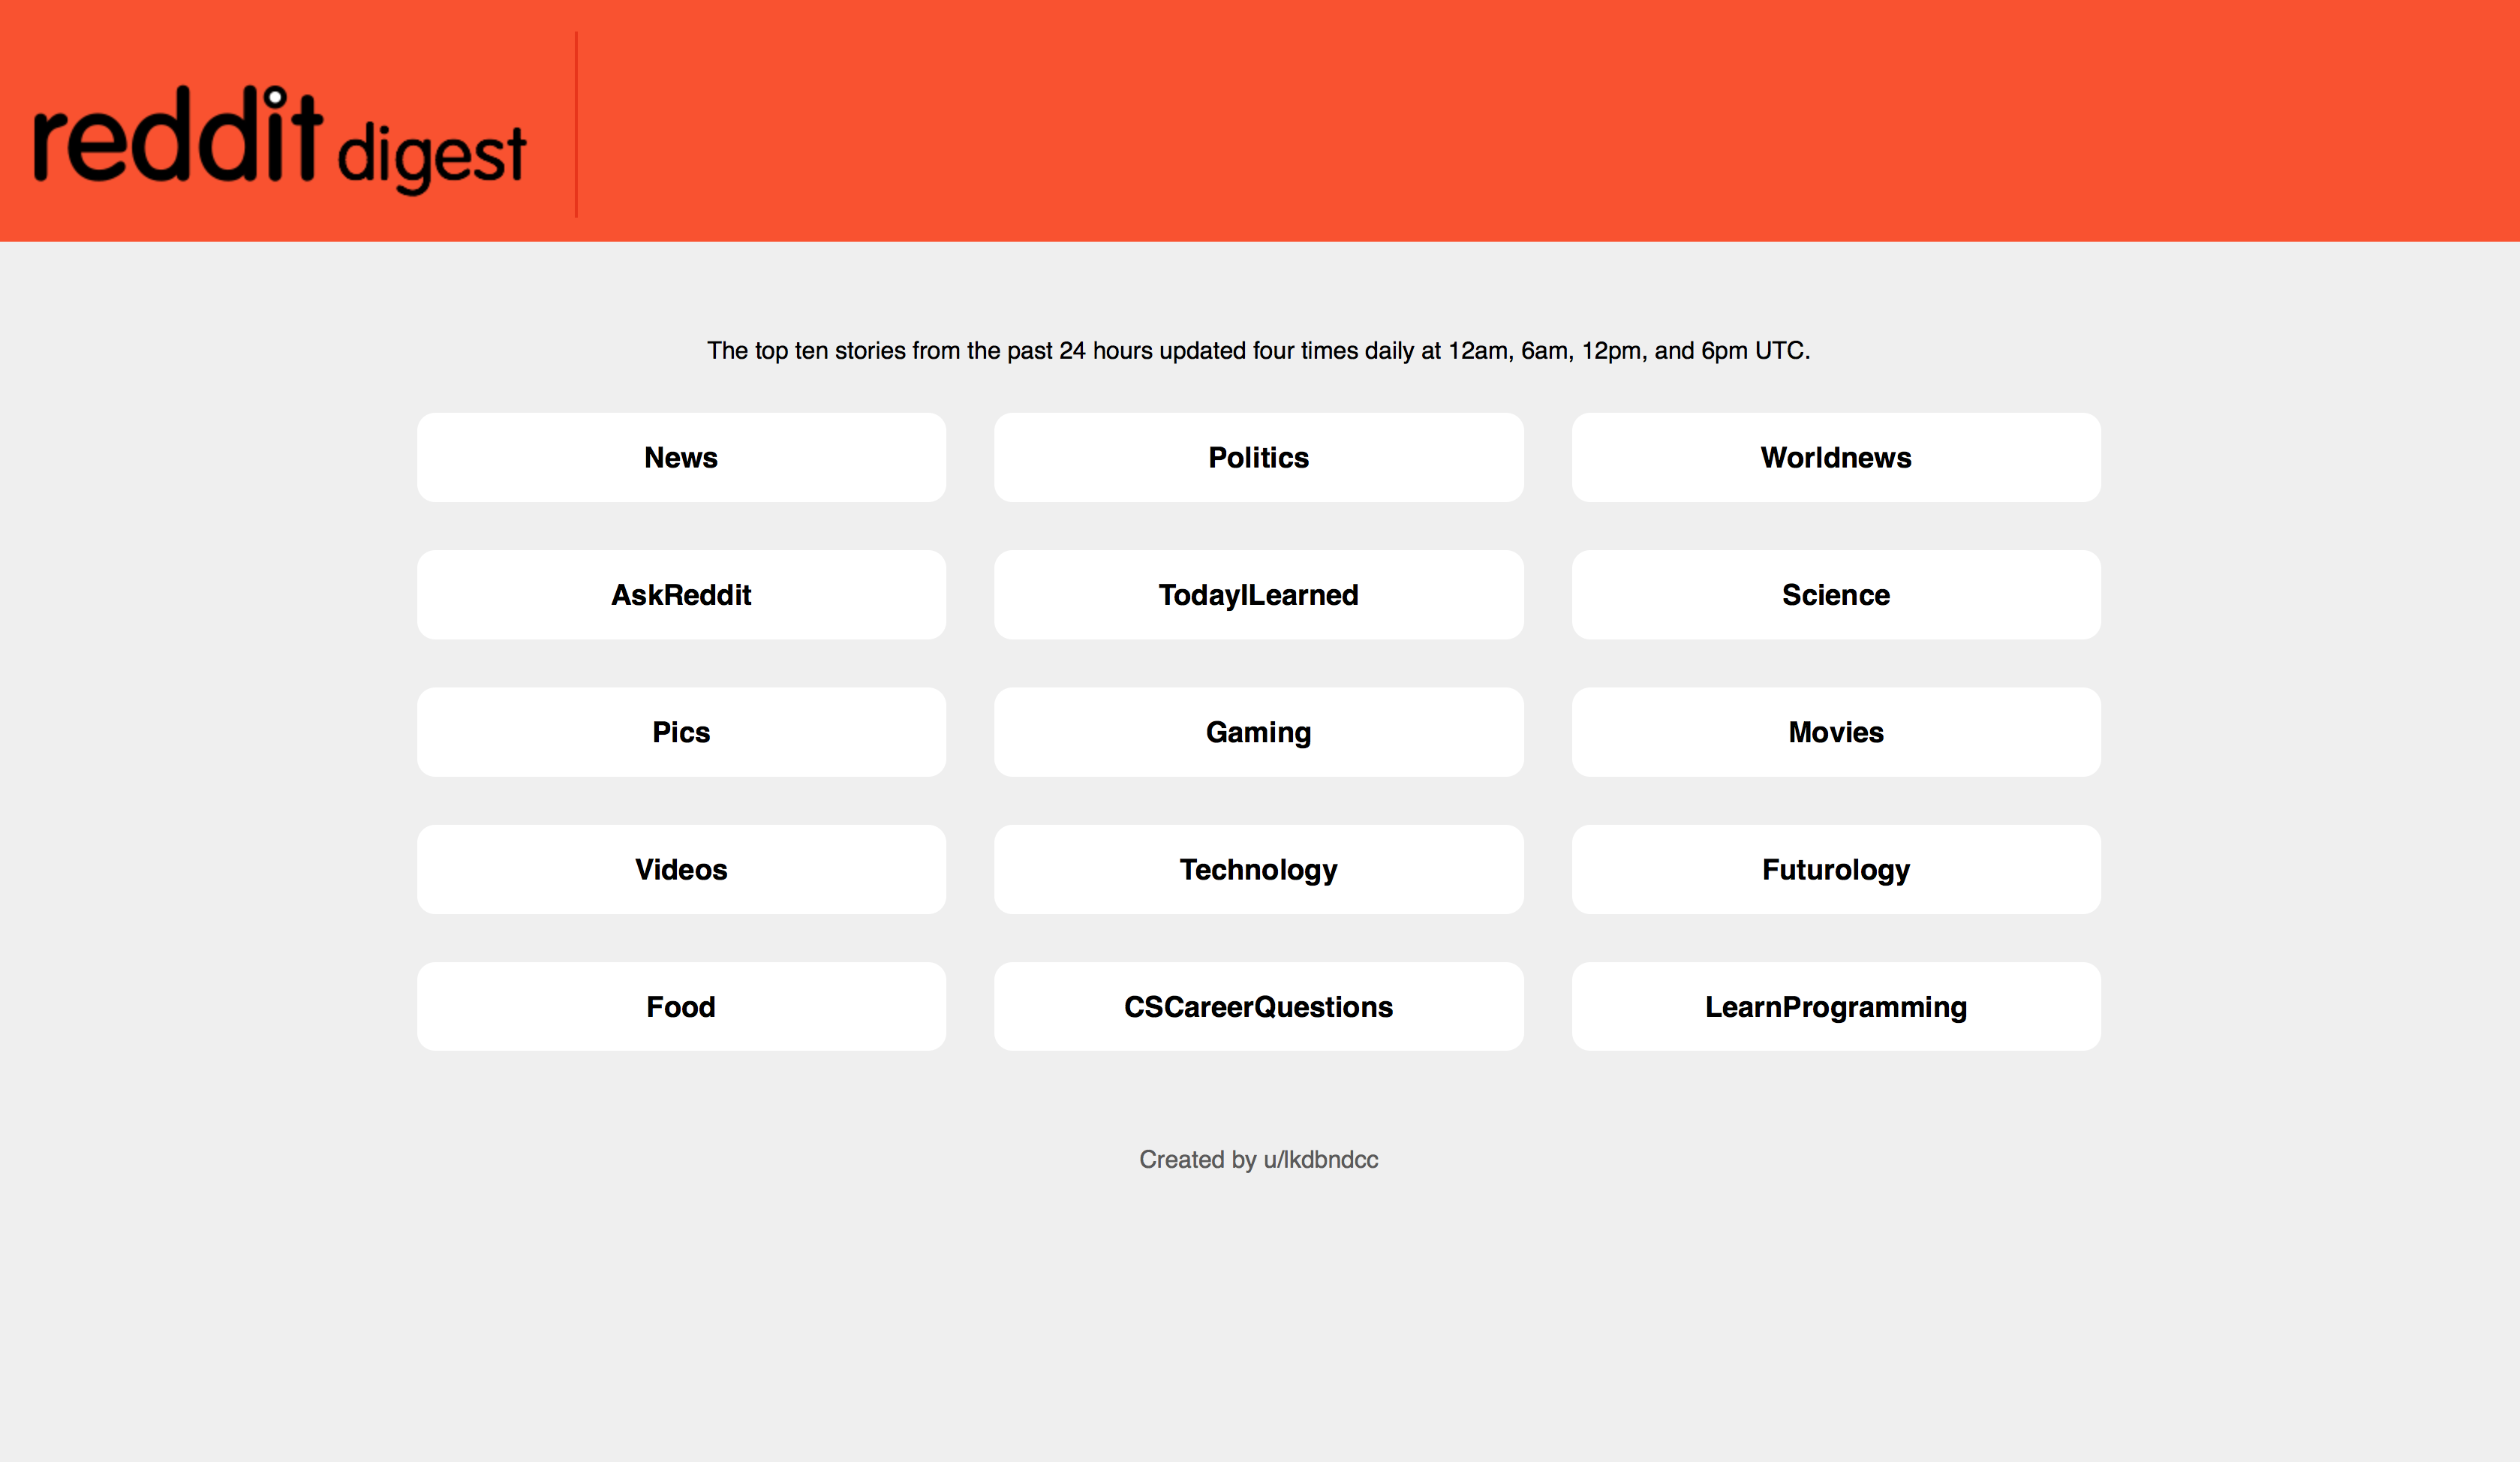 reddit digest
The top ten stories from the past 24 hours updated four times daily at 12am, 6am, 12pm, and 6pm UTC.
News
Politics
Worldnews
AskReddit
TodayILearned
Science
Pics
Gaming
Movies
Videos
Technology
Futurology
Food
CSCareerQuestions
LearnProgramming
Created by u/lkdbndcc